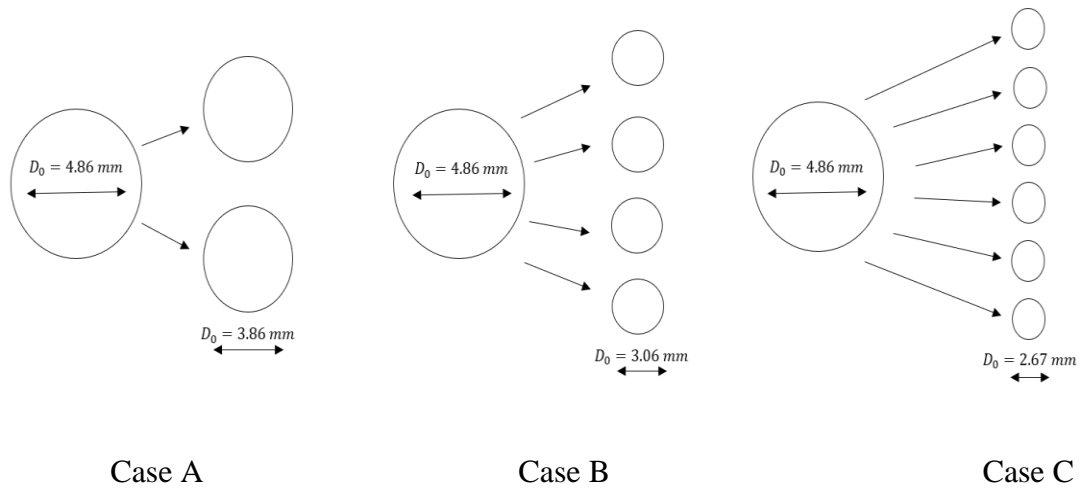 D₀ = 4.86 mm
D₀ = 3.86 mm
D₀ = 4.86 mm
D₀ = 3.06 mm
D₀ = 4.86 mm
D₀ = 2.67 mm
Case A
Case B
Case C